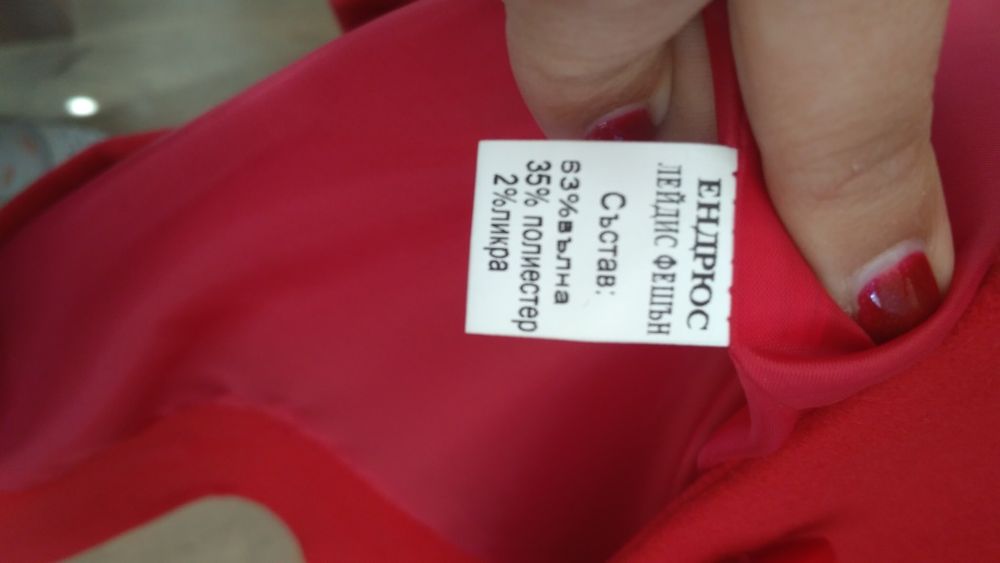 ЕНДРЮС
ЛЕЙДИС ФЕШЪН
Състав:
63%вълна
35% полиестер
2%ликра